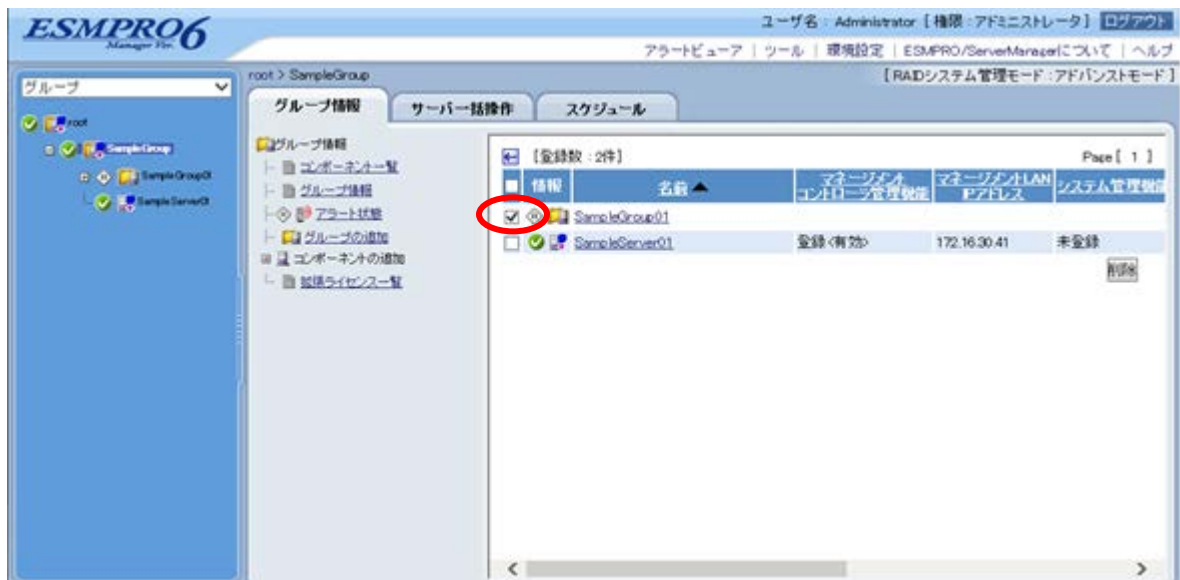 ESMPRO6
Manager Ver.
ユーザ名 : Administrator [ 権限 : アドミニストレータ ] ログアウト
アラートビューア | ツール | 環境設定 | ESMPRO/ServerManagerについて | ヘルプ
グループ
root
SampleGroup
SampleGroup01
SampleServer01
root > SampleGroup
[ RAIDシステム管理モード : アドバンストモード ]
グループ情報 サーバー括操作 スケジュール
グループ情報
コンポーネント一覧
グループ情報
アラート状態
グループの追加
コンポーネントの追加
拡張ライセンス一覧
[登録数 : 2件] Page [ 1 ]
情報 名前▲ マネージメント コントローラ管理機能 マネージメントLAN IPアドレス システム管理機能
SampleGroup01
SampleServer01 登録<有効> 172.16.30.41 未登録
削除